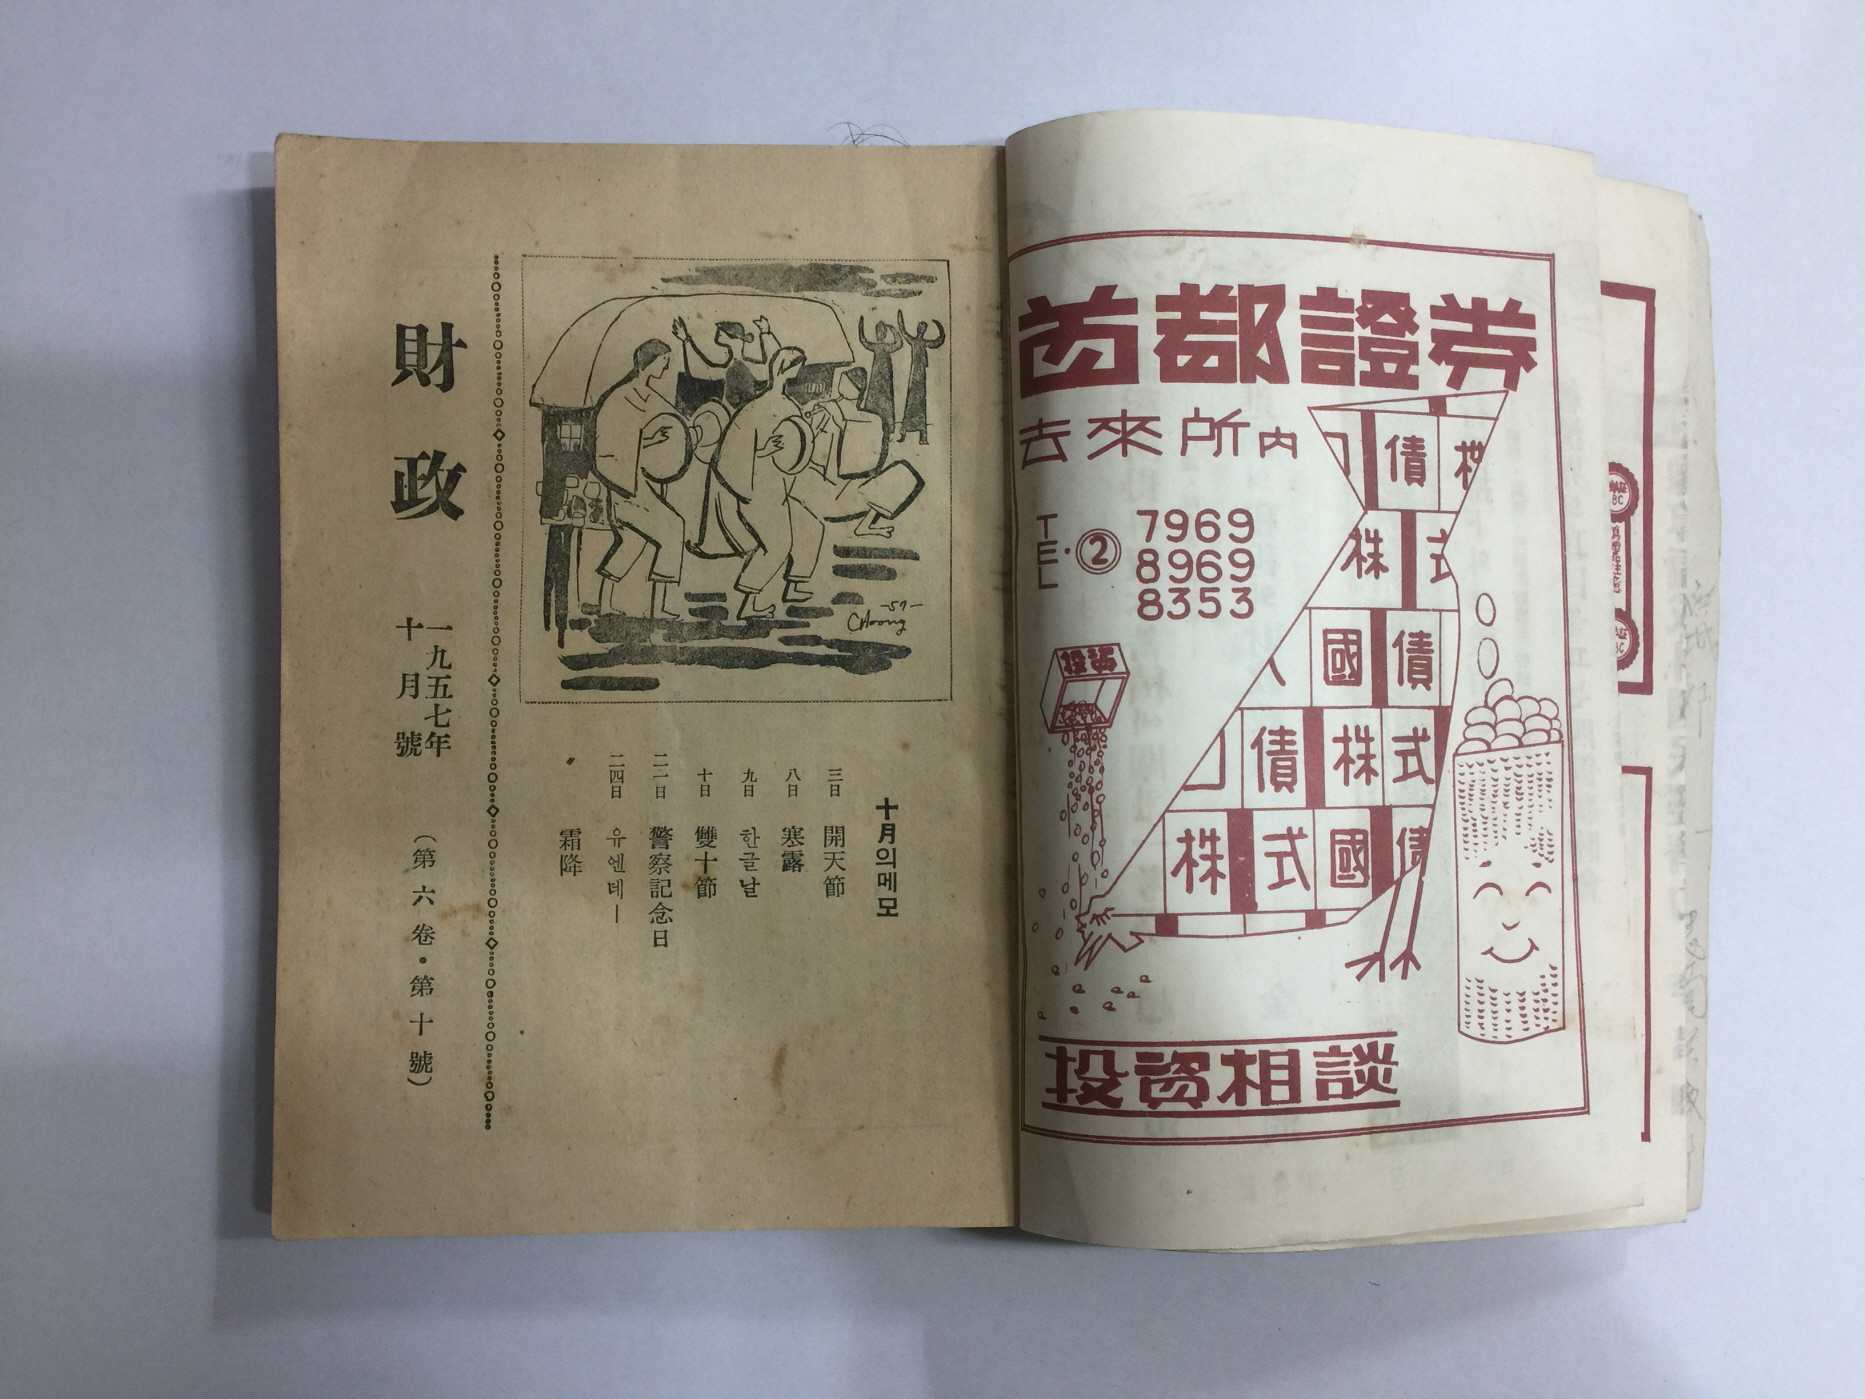 財政
一九五七年
十月號
(第六卷・第十號)
-57-
十月의메모
三日 開天節
八日 寒露
九日 한글날
十日 雙十節
二一日 警察記念日
二四日 유엔데ー
〃 霜降
首都證券
去來所内
TEL. ② 7969
8969
8353
債 株
株 式
國 債
債 株 式
株 式 國 債
投資
投資相談